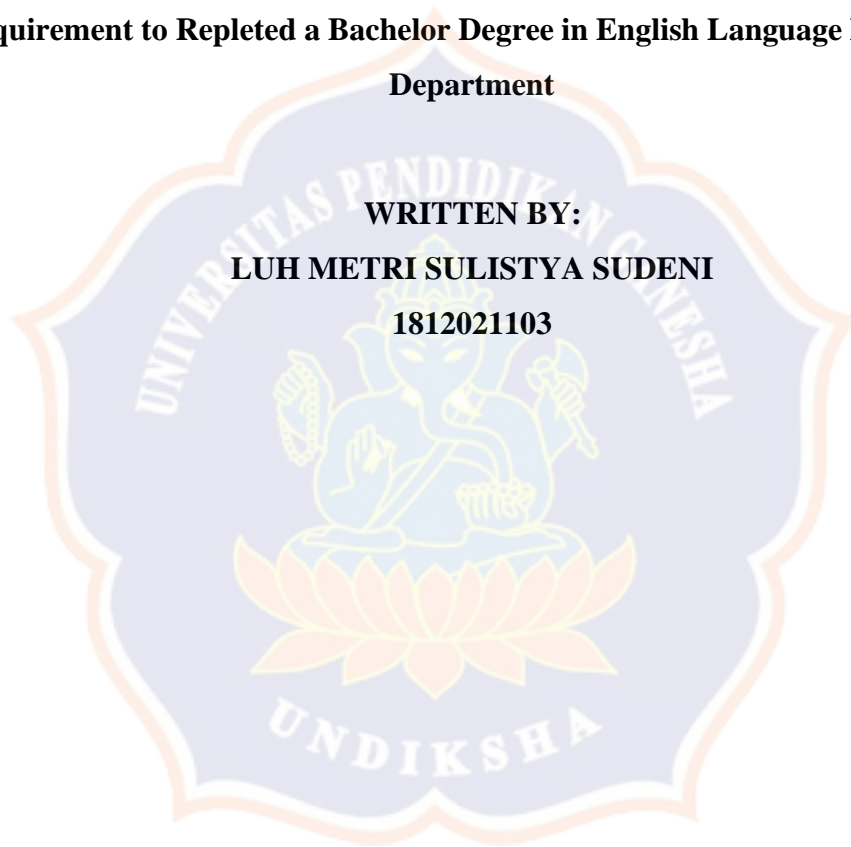 quirement to Repleted a Bachelor Degree in English Language
Department
WRITTEN BY:
LUH METRI SULISTYA SUDENI
1812021103
UNIVERSITAS PENDIDIKAN GANESHA
UNDIKSHA